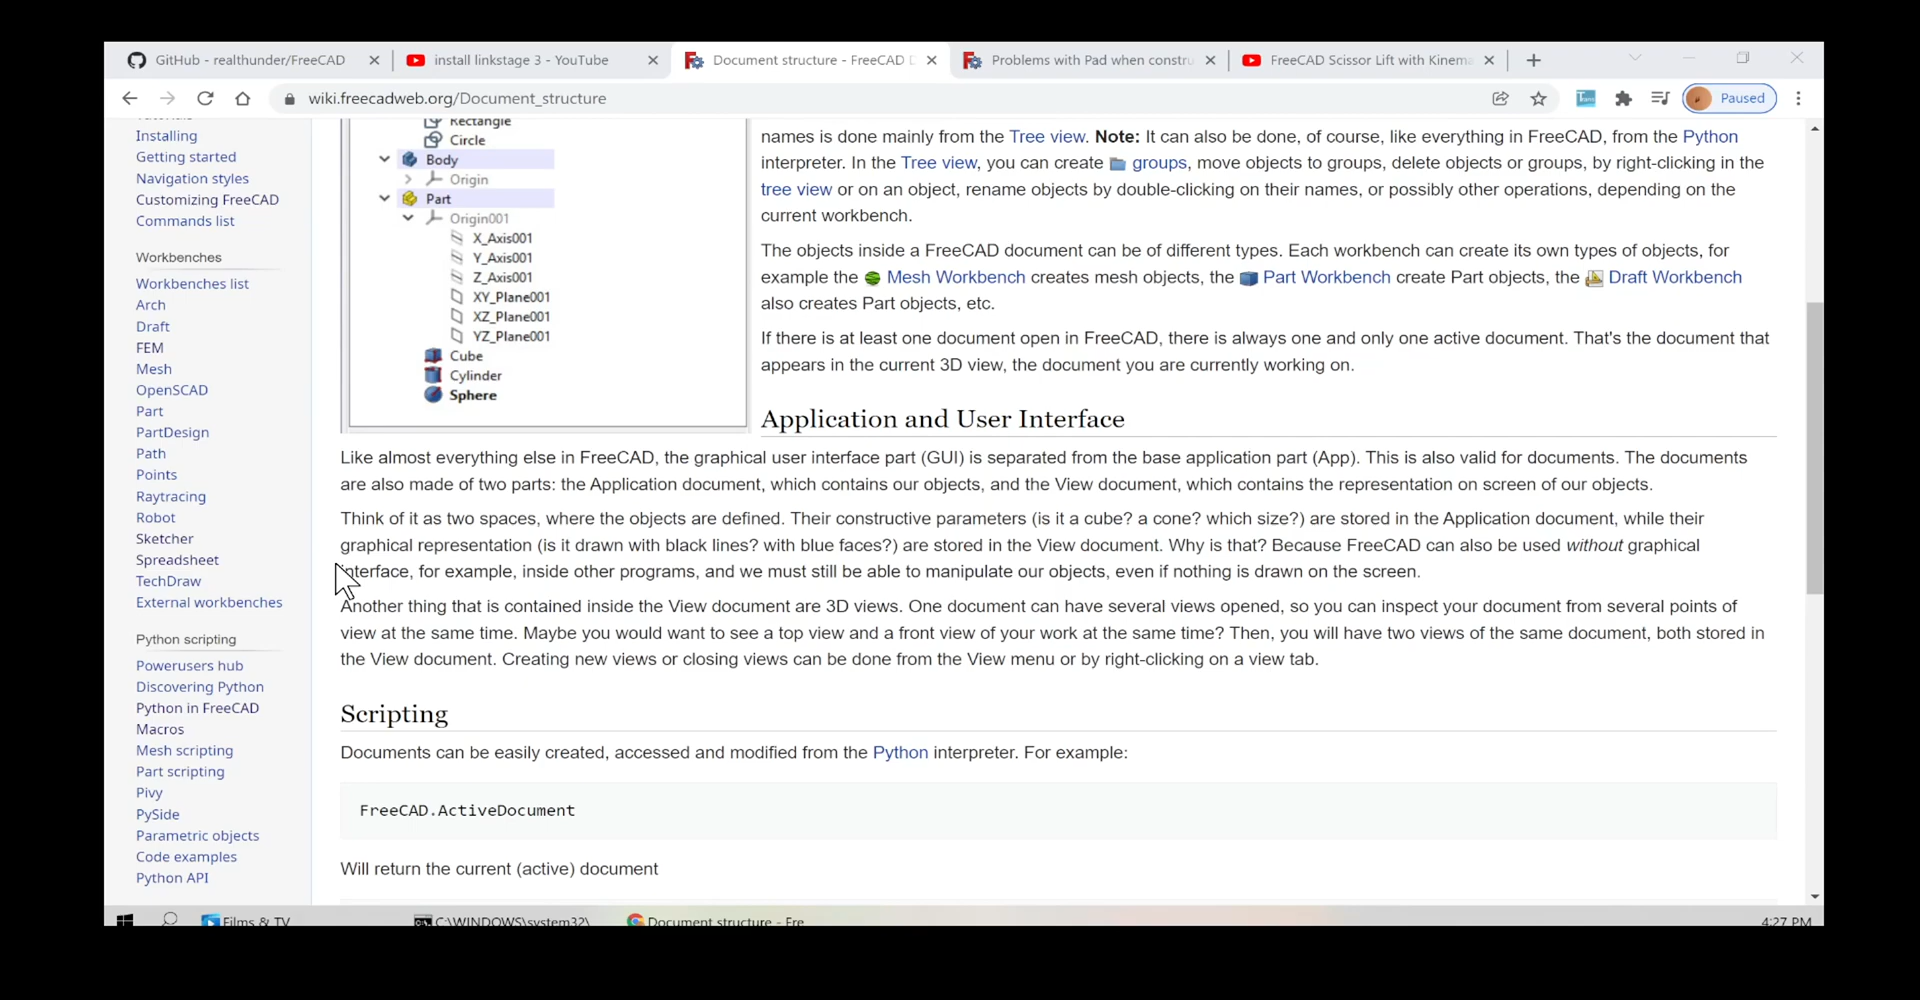 GitHub - realthunder/FreeCAD
install linkstage 3 - YouTube
Document structure - FreeCAD D
Problems with Pad when constru
FreeCAD Scissor Lift with Kinema
wiki.freecadweb.org/Document_structure
Paused
Installing
Getting started
Navigation styles
Customizing FreeCAD
Commands list
Workbenches
Workbenches list
Arch
Draft
FEM
Mesh
OpenSCAD
Part
PartDesign
Path
Points
Raytracing
Robot
Sketcher
Spreadsheet
TechDraw
External workbenches
Python scripting
Powerusers hub
Discovering Python
Python in FreeCAD
Macros
Mesh scripting
Part scripting
Pivy
PySide
Parametric objects
Code examples
Python API
Rectangle
Circle
Body
Origin
Part
Origin001
X_Axis001
Y_Axis001
Z_Axis001
XY_Plane001
XZ_Plane001
YZ_Plane001
Cube
Cylinder
Sphere
names is done mainly from the Tree view. Note: It can also be done, of course, like everything in FreeCAD, from the Python
interpreter. In the Tree view, you can create groups, move objects to groups, delete objects or groups, by right-clicking in the
tree view or on an object, rename objects by double-clicking on their names, or possibly other operations, depending on the
current workbench.
The objects inside a FreeCAD document can be of different types. Each workbench can create its own types of objects, for
example the Mesh Workbench creates mesh objects, the Part Workbench create Part objects, the Draft Workbench
also creates Part objects, etc.
If there is at least one document open in FreeCAD, there is always one and only one active document. That's the document that
appears in the current 3D view, the document you are currently working on.
Application and User Interface
Like almost everything else in FreeCAD, the graphical user interface part (GUI) is separated from the base application part (App). This is also valid for documents. The documents
are also made of two parts: the Application document, which contains our objects, and the View document, which contains the representation on screen of our objects.
Think of it as two spaces, where the objects are defined. Their constructive parameters (is it a cube? a cone? which size?) are stored in the Application document, while their
graphical representation (is it drawn with black lines? with blue faces?) are stored in the View document. Why is that? Because FreeCAD can also be used without graphical
interface, for example, inside other programs, and we must still be able to manipulate our objects, even if nothing is drawn on the screen.
Another thing that is contained inside the View document are 3D views. One document can have several views opened, so you can inspect your document from several points of
view at the same time. Maybe you would want to see a top view and a front view of your work at the same time? Then, you will have two views of the same document, both stored in
the View document. Creating new views or closing views can be done from the View menu or by right-clicking on a view tab.
Scripting
Documents can be easily created, accessed and modified from the Python interpreter. For example:
FreeCAD.ActiveDocument
Will return the current (active) document
Films & TV
C:\WINDOWS\system32\
Document structure - Fre
4:27 PM